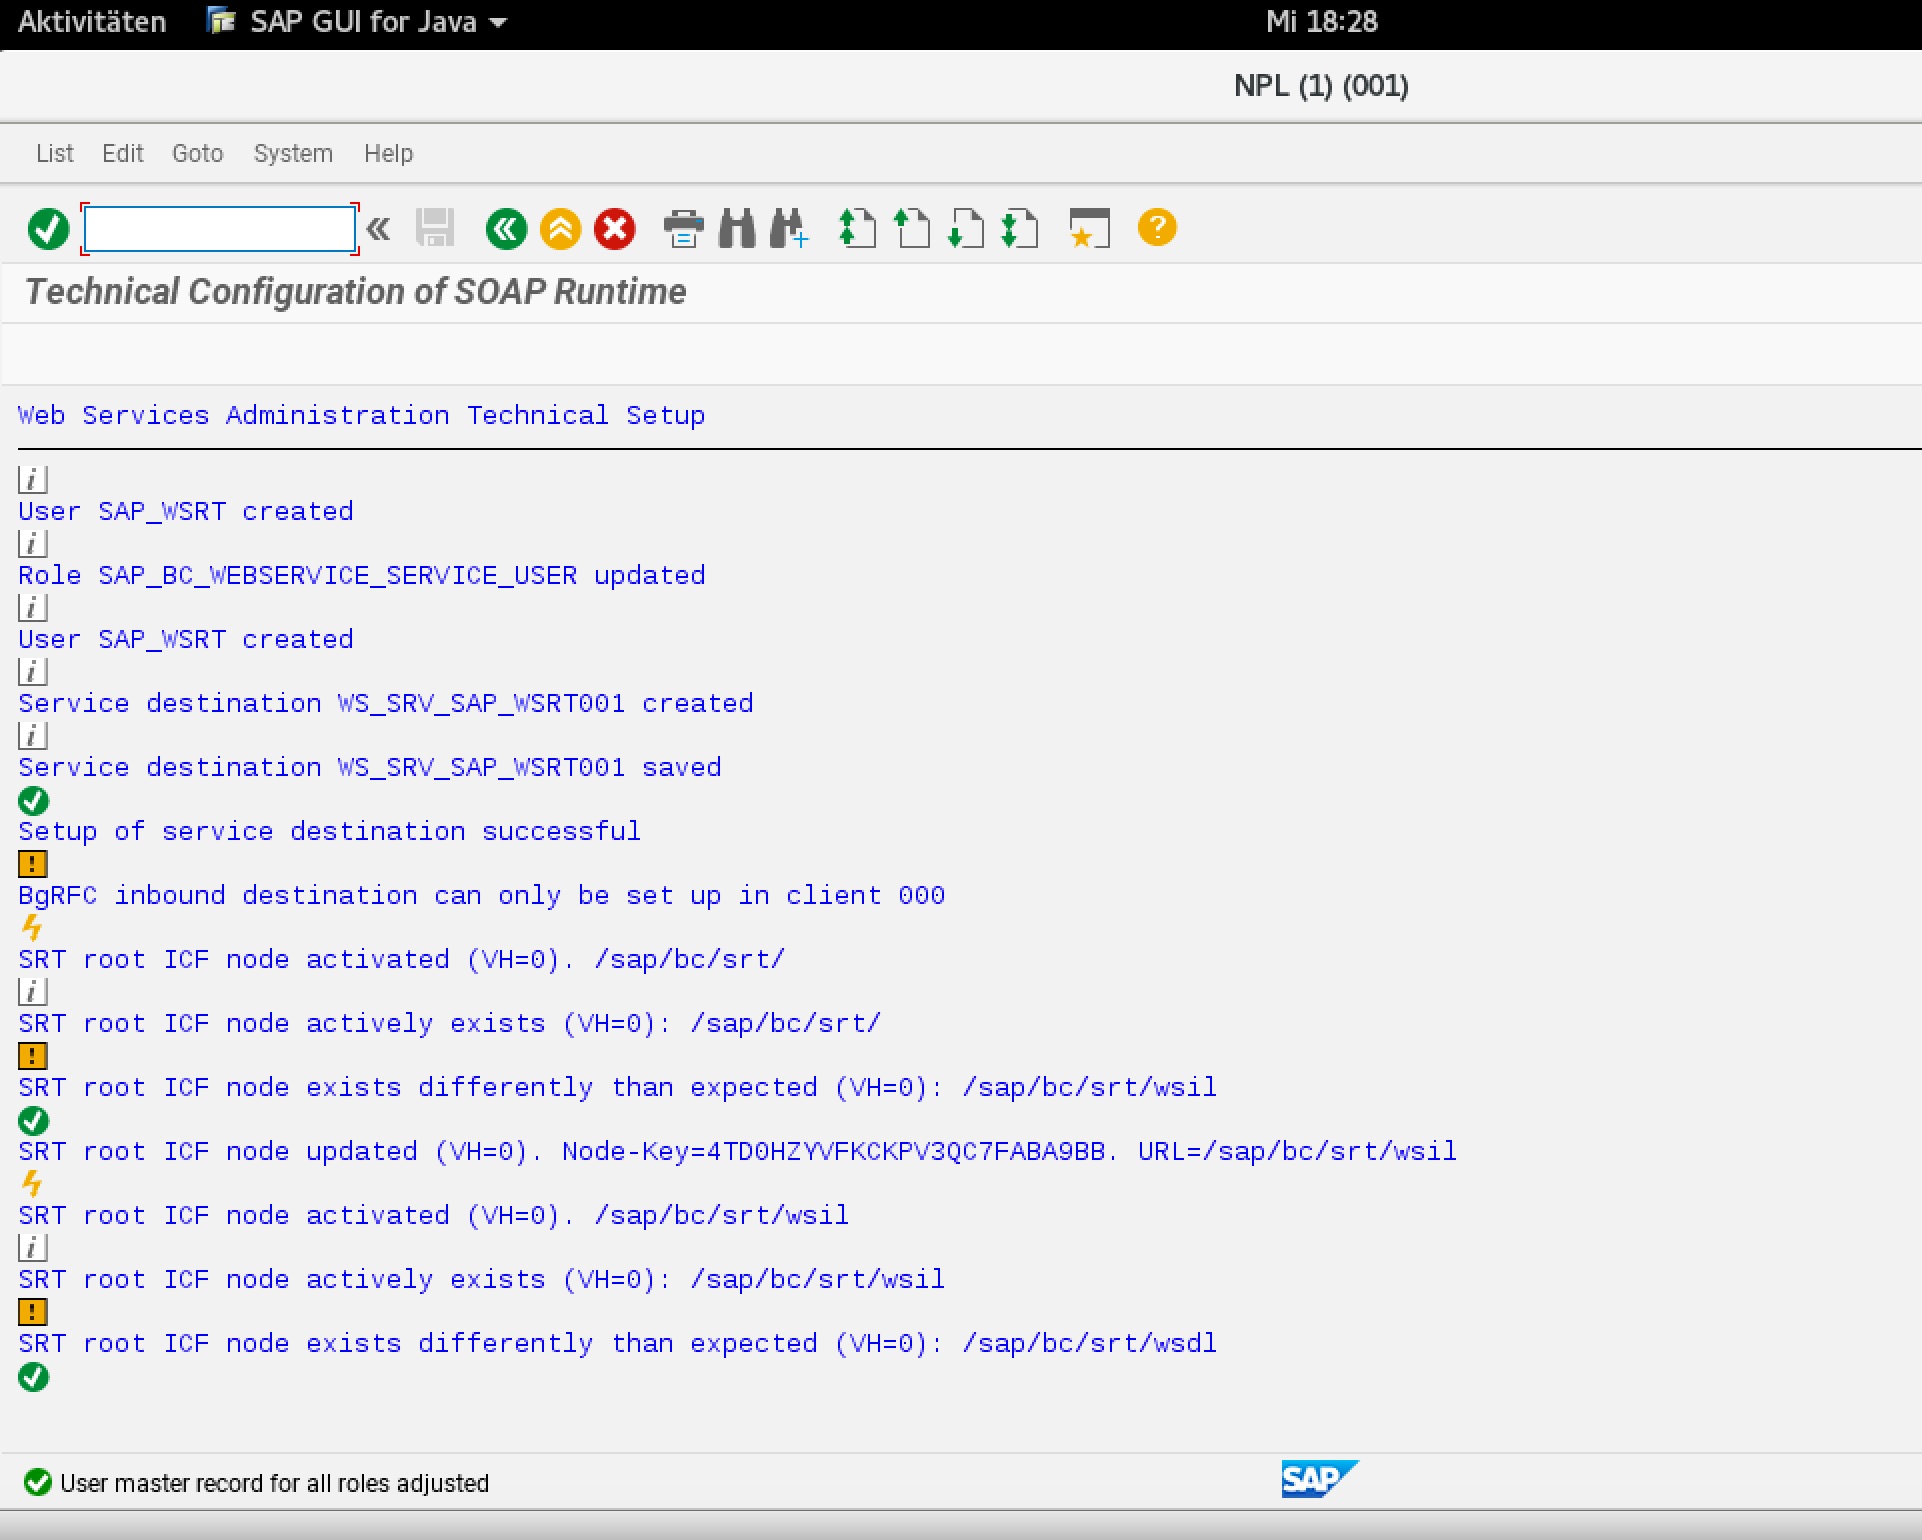 Aktivitäten SAP GUI for Java Mi 18:28
NPL (1) (001)
List Edit Goto System Help
Technical Configuration of SOAP Runtime
Web Services Administration Technical Setup
User SAP_WSRT created
Role SAP_BC_WEBSERVICE_SERVICE_USER updated
User SAP_WSRT created
Service destination WS_SRV_SAP_WSRT001 created
Service destination WS_SRV_SAP_WSRT001 saved
Setup of service destination successful
BgRFC inbound destination can only be set up in client 000
SRT root ICF node activated (VH=0). /sap/bc/srt/
SRT root ICF node actively exists (VH=0): /sap/bc/srt/
SRT root ICF node exists differently than expected (VH=0): /sap/bc/srt/wsil
SRT root ICF node updated (VH=0). Node-Key=4TD0HZYVFKCKPV3QC7FABA9BB. URL=/sap/bc/srt/wsil
SRT root ICF node activated (VH=0). /sap/bc/srt/wsil
SRT root ICF node actively exists (VH=0): /sap/bc/srt/wsil
SRT root ICF node exists differently than expected (VH=0): /sap/bc/srt/wsdl
User master record for all roles adjusted SAP